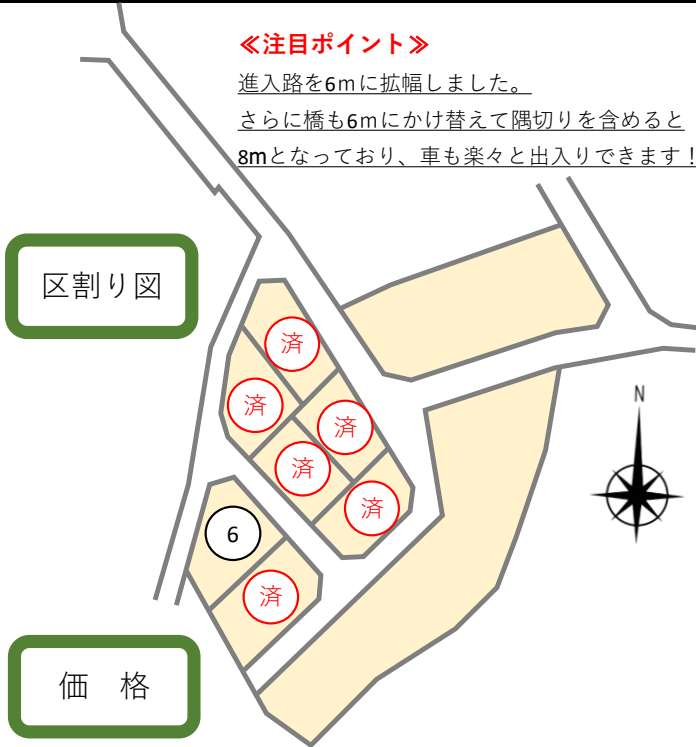 ≪注目ポイント≫
進入路を6mに拡幅しました。
さらに橋も6mにかけ替えて隅切りを含めると
8mとなっており、車も楽々と出入りできます！
区割り図
済
済
済
済
済
N
6
済
価　格